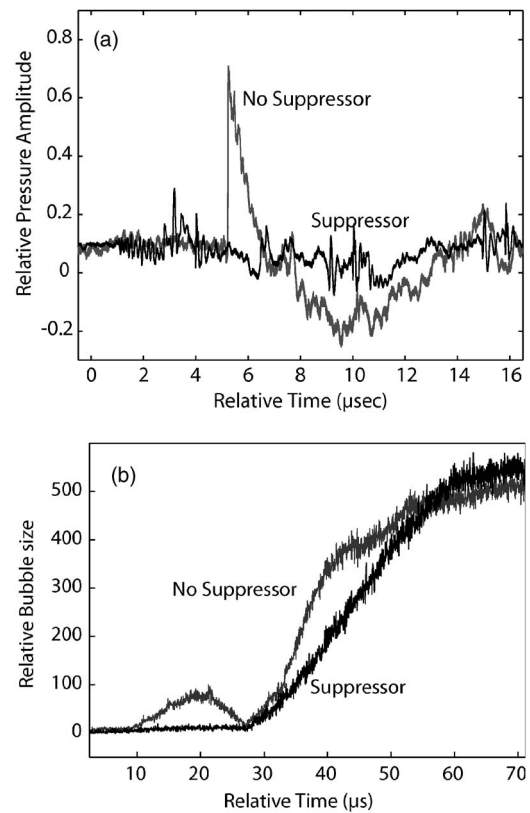 (a)
0.8
0.6
0.4
0.2
0
-0.2
No Suppressor
Suppressor
Relative Pressure Amplitude
0 2 4 6 8 10 12 14 16
Relative Time (μsec)
(b)
500
400
300
200
100
0
No Suppressor
Suppressor
Relative Bubble size
10 20 30 40 50 60 70
Relative Time (μs)